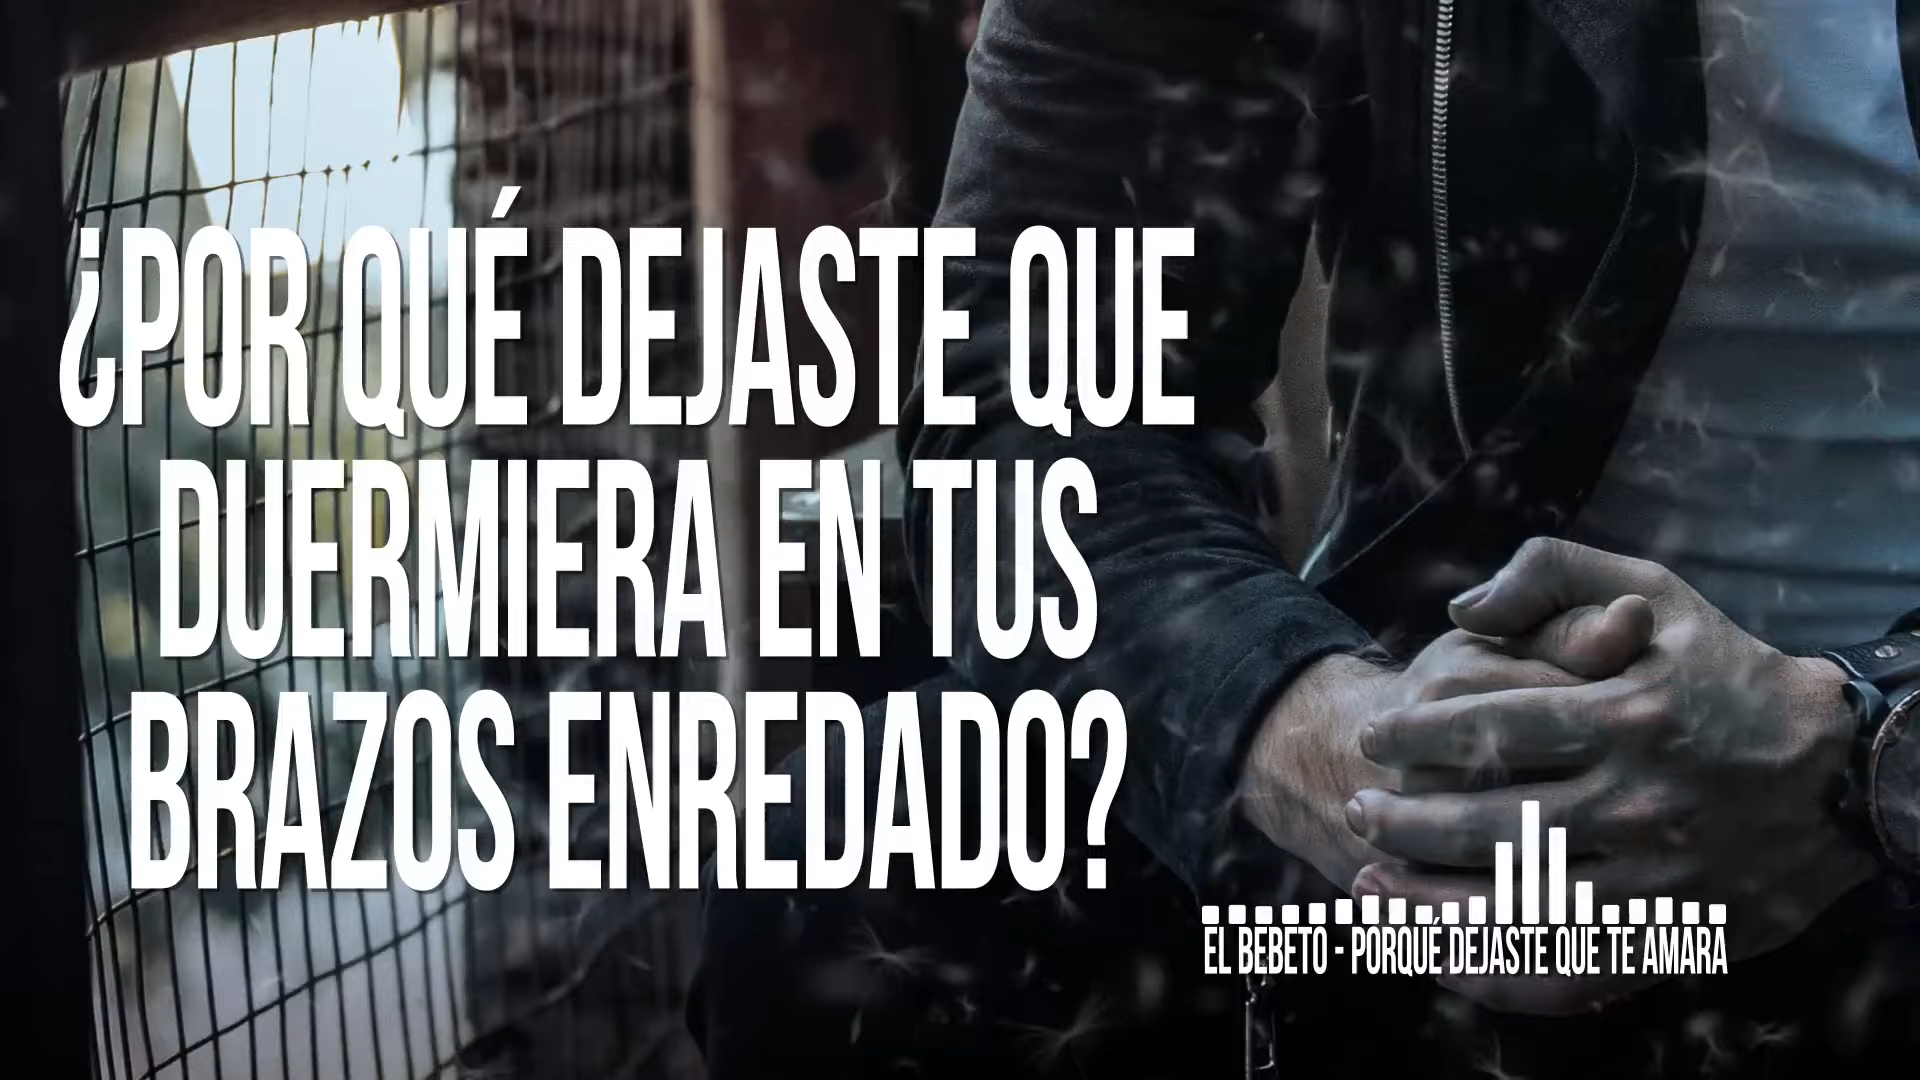 ¿POR QUÉ DEJASTE QUE
DUERMIERA EN TUS
BRAZOS ENREDADO?
EL BEBETO - PORQUÉ DEJASTE QUE TE AMARA